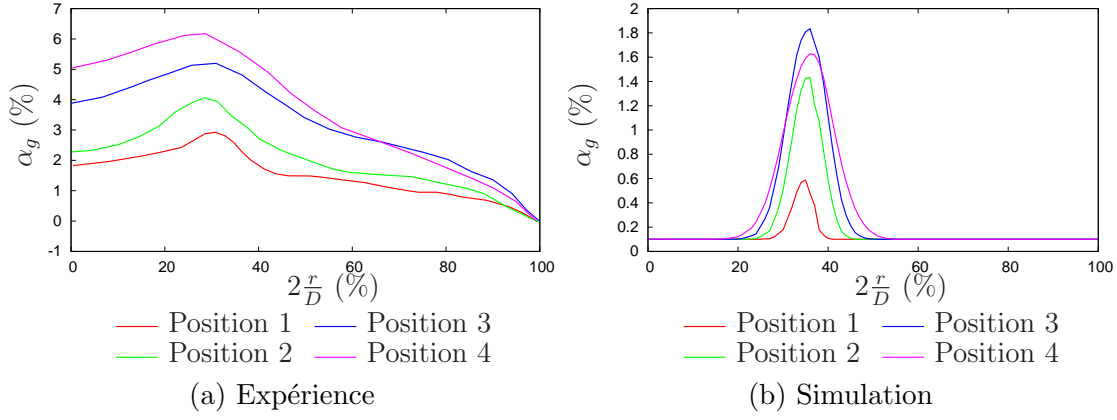 7
6
5
4
3
2
1
0
-1
α_g (%)
0 20 40 60 80 100
2 r/D (%)
Position 1 Position 3
Position 2 Position 4
(a) Expérience
2
1.8
1.6
1.4
1.2
1
0.8
0.6
0.4
0.2
0
α_g (%)
0 20 40 60 80 100
2 r/D (%)
Position 1 Position 3
Position 2 Position 4
(b) Simulation